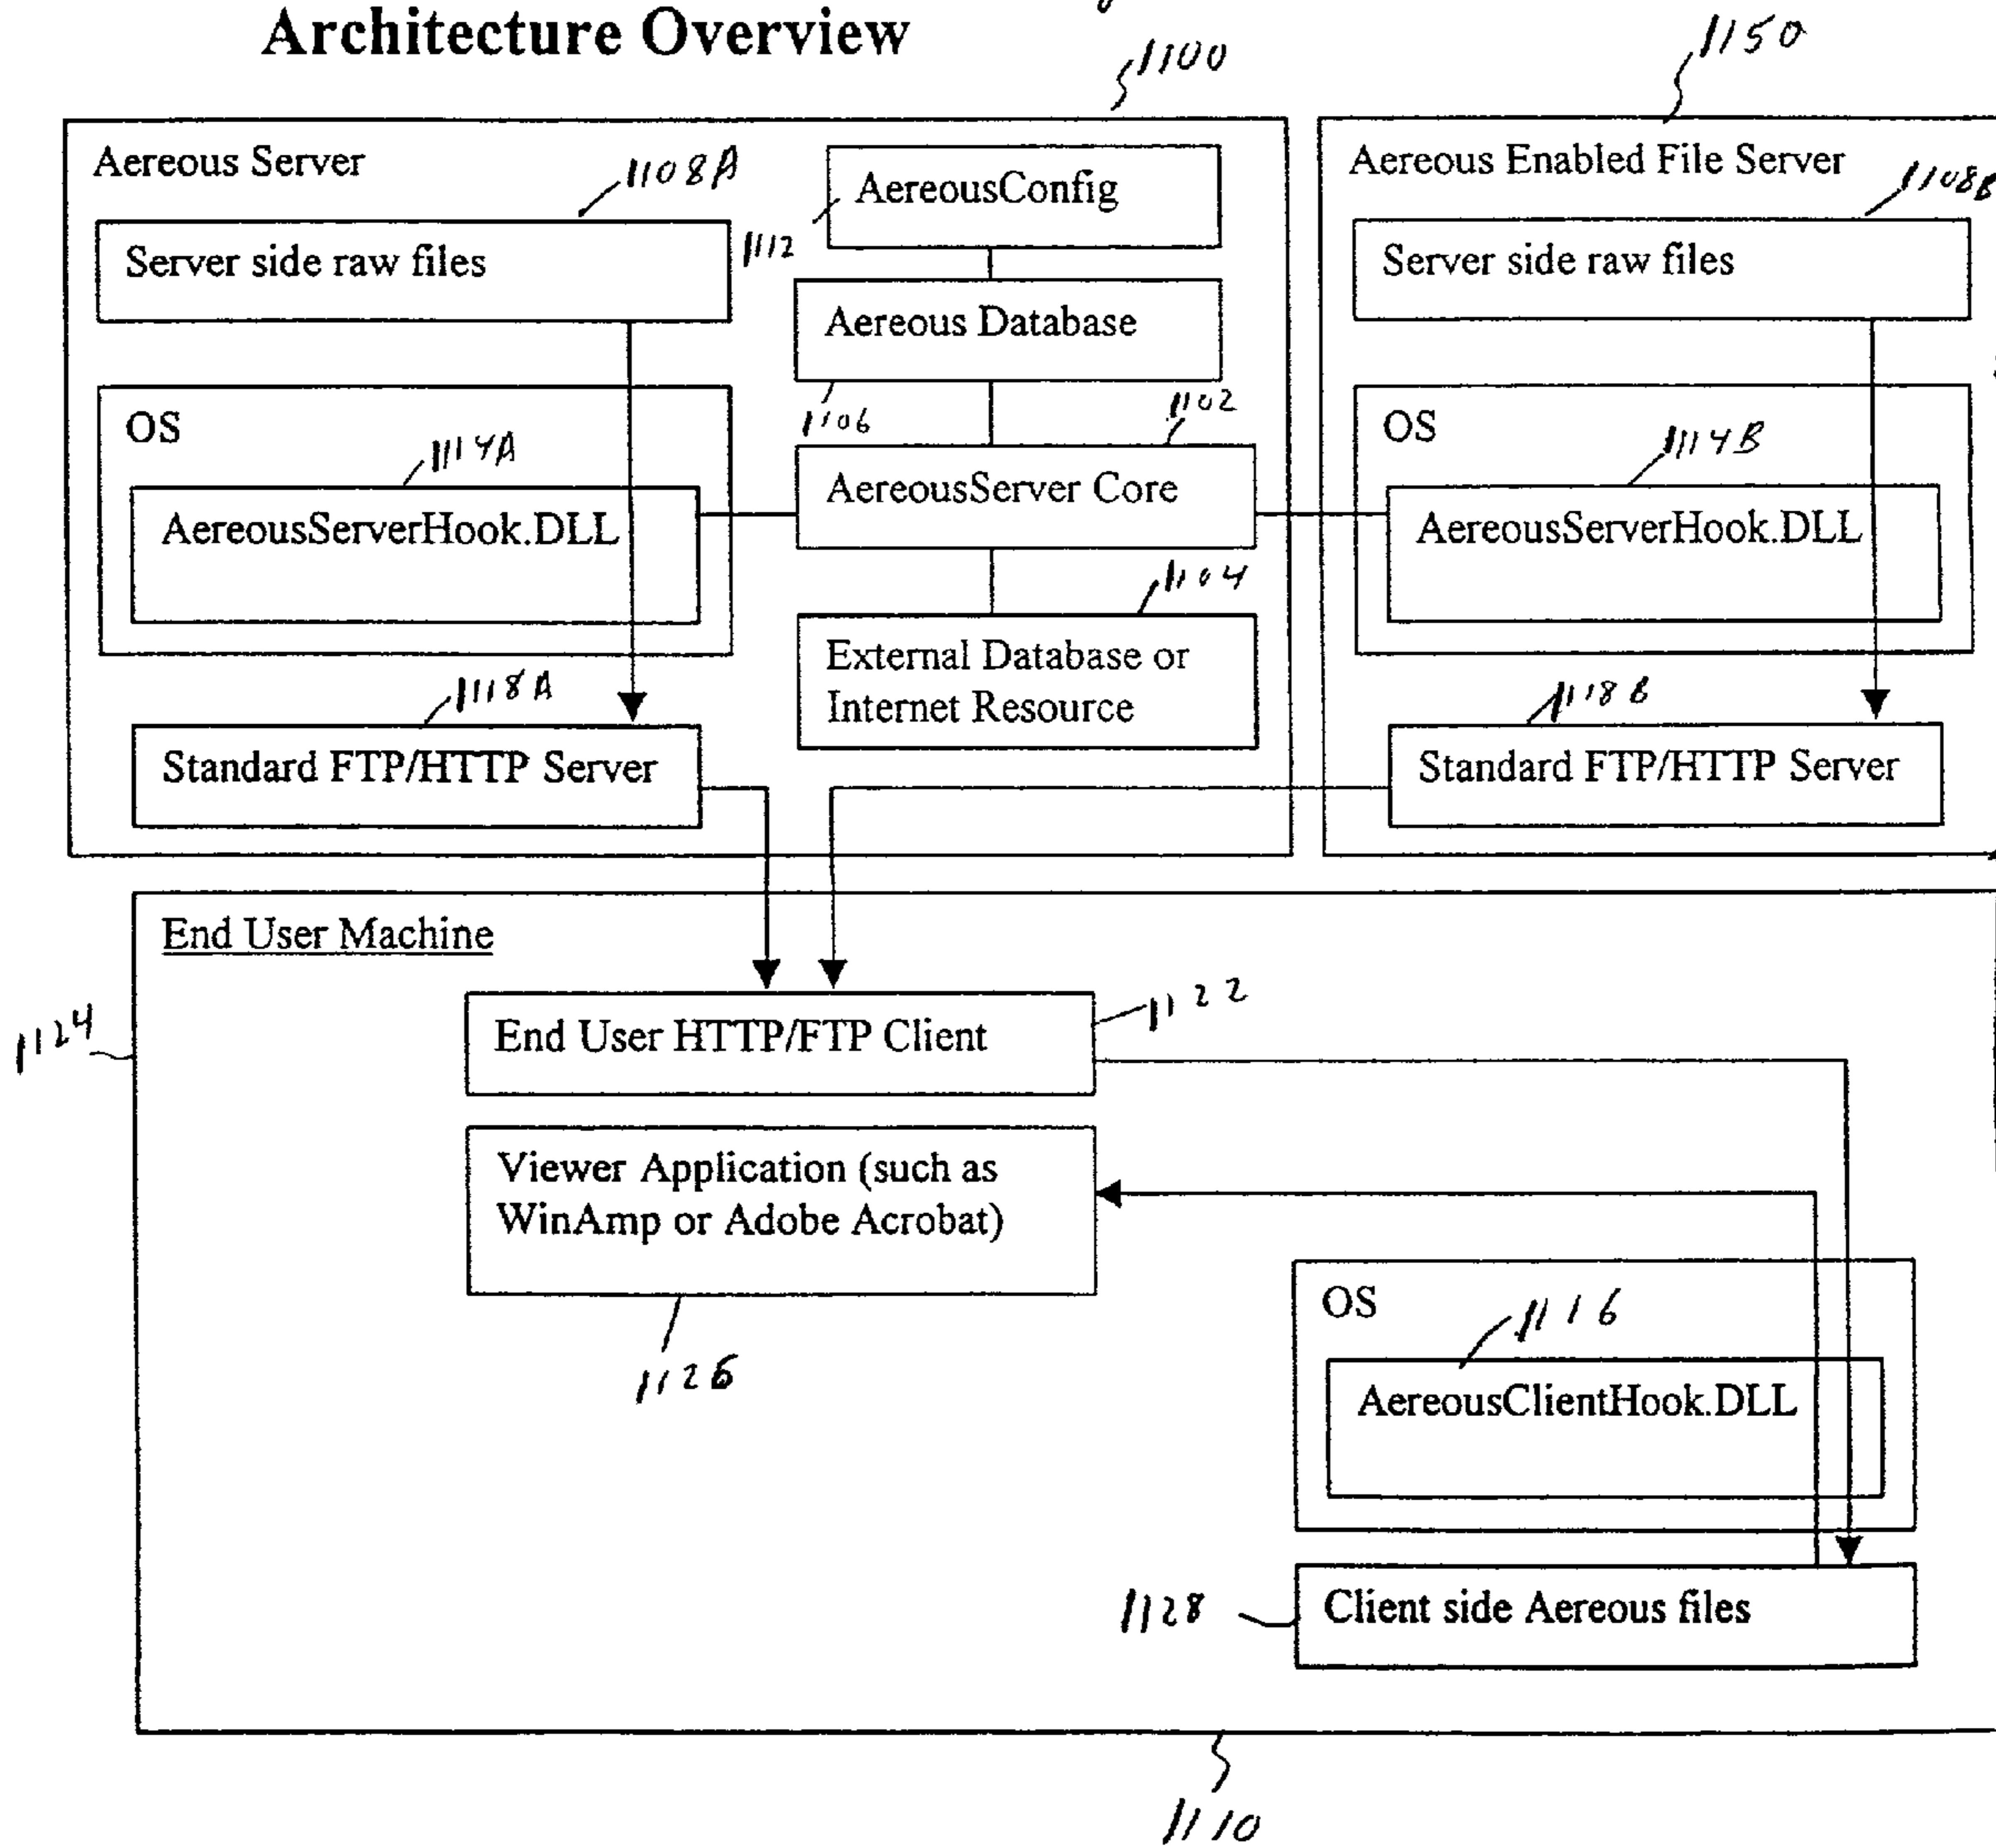 Architecture Overview
1100
1150
Aereous Server
1108A
AereousConfig
1112
Server side raw files
Aereous Database
1106
1102
OS
1114A
AereousServerHook.DLL
AereousServer Core
1104
External Database or
Internet Resource
1118A
Standard FTP/HTTP Server
Aereous Enabled File Server
1108B
Server side raw files
OS
1114B
AereousServerHook.DLL
1118B
Standard FTP/HTTP Server
End User Machine
1124
End User HTTP/FTP Client
1122
Viewer Application (such as
WinAmp or Adobe Acrobat)
1126
OS
1116
AereousClientHook.DLL
1128
Client side Aereous files
1110